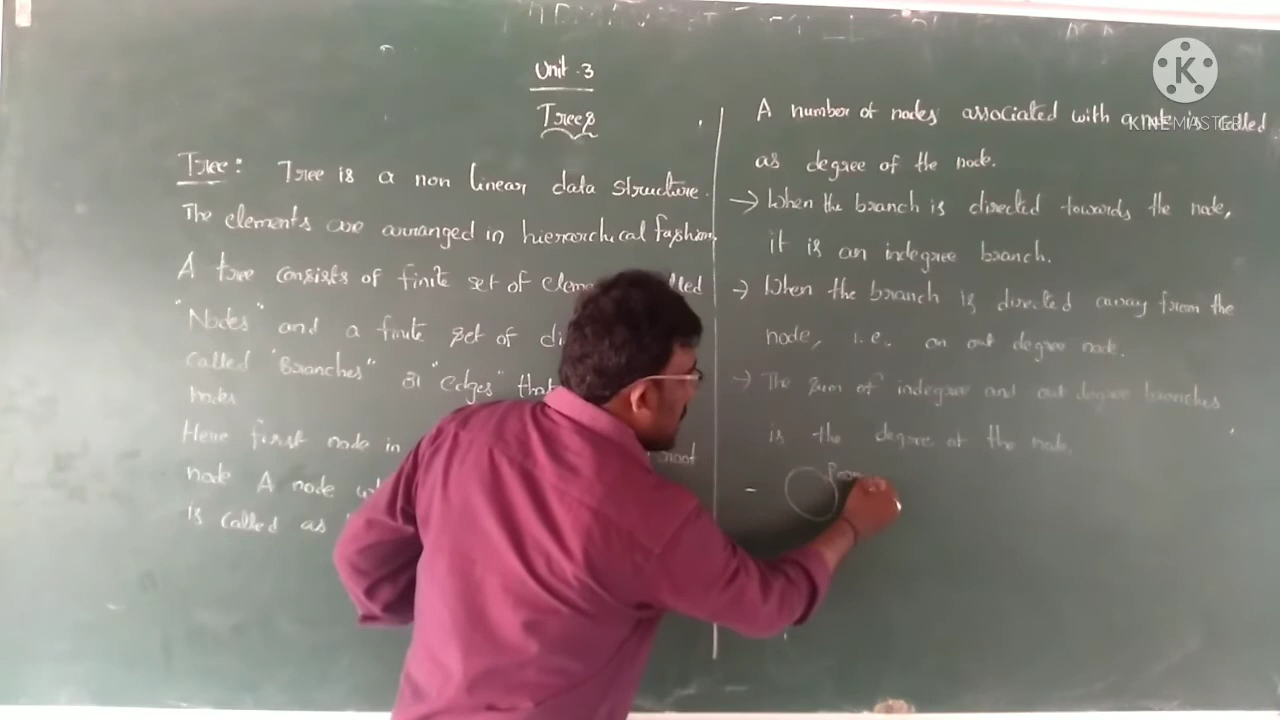 Unit.3
Trees
Tree: Tree is a non linear data structure.
The elements are arranged in hierarchical fashion.
A tree consists of finite set of
"Nodes" and a finite set of
called "Branches" or "Edges" that
Nodes
Here first node in root
node A node
is called as
A number of nodes associated with a node is called
as degree of the node.
→ When the branch is directed towards the node,
it is an indegree branch.
→ When the branch is directed away from the
node, i.e. an out degree node.
→ The sum of indegree and out degree branches
is the degree of the node.
K
KINEMASTER